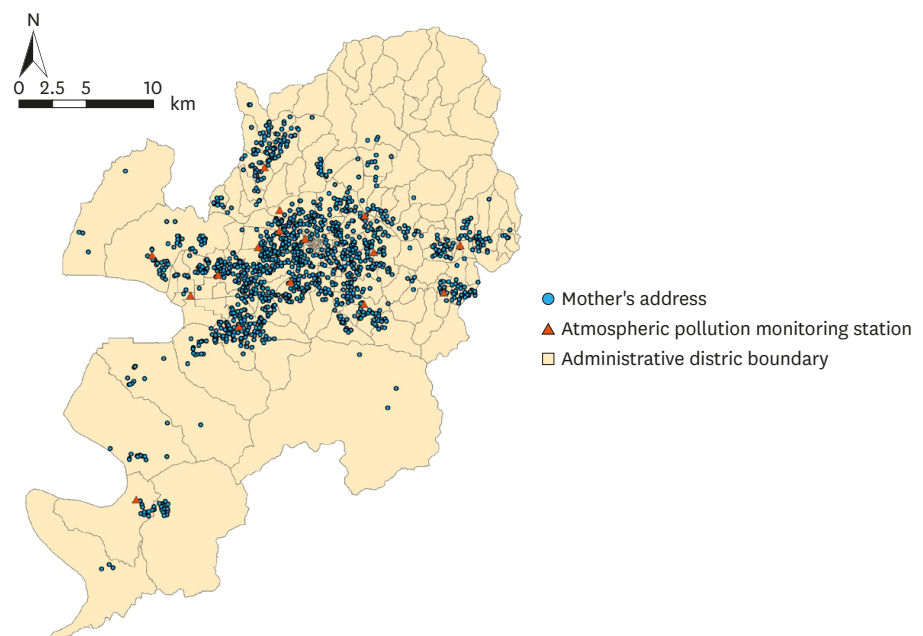 N
0 2.5 5 10
km
Mother's address
Atmospheric pollution monitoring station
Administrative distric boundary